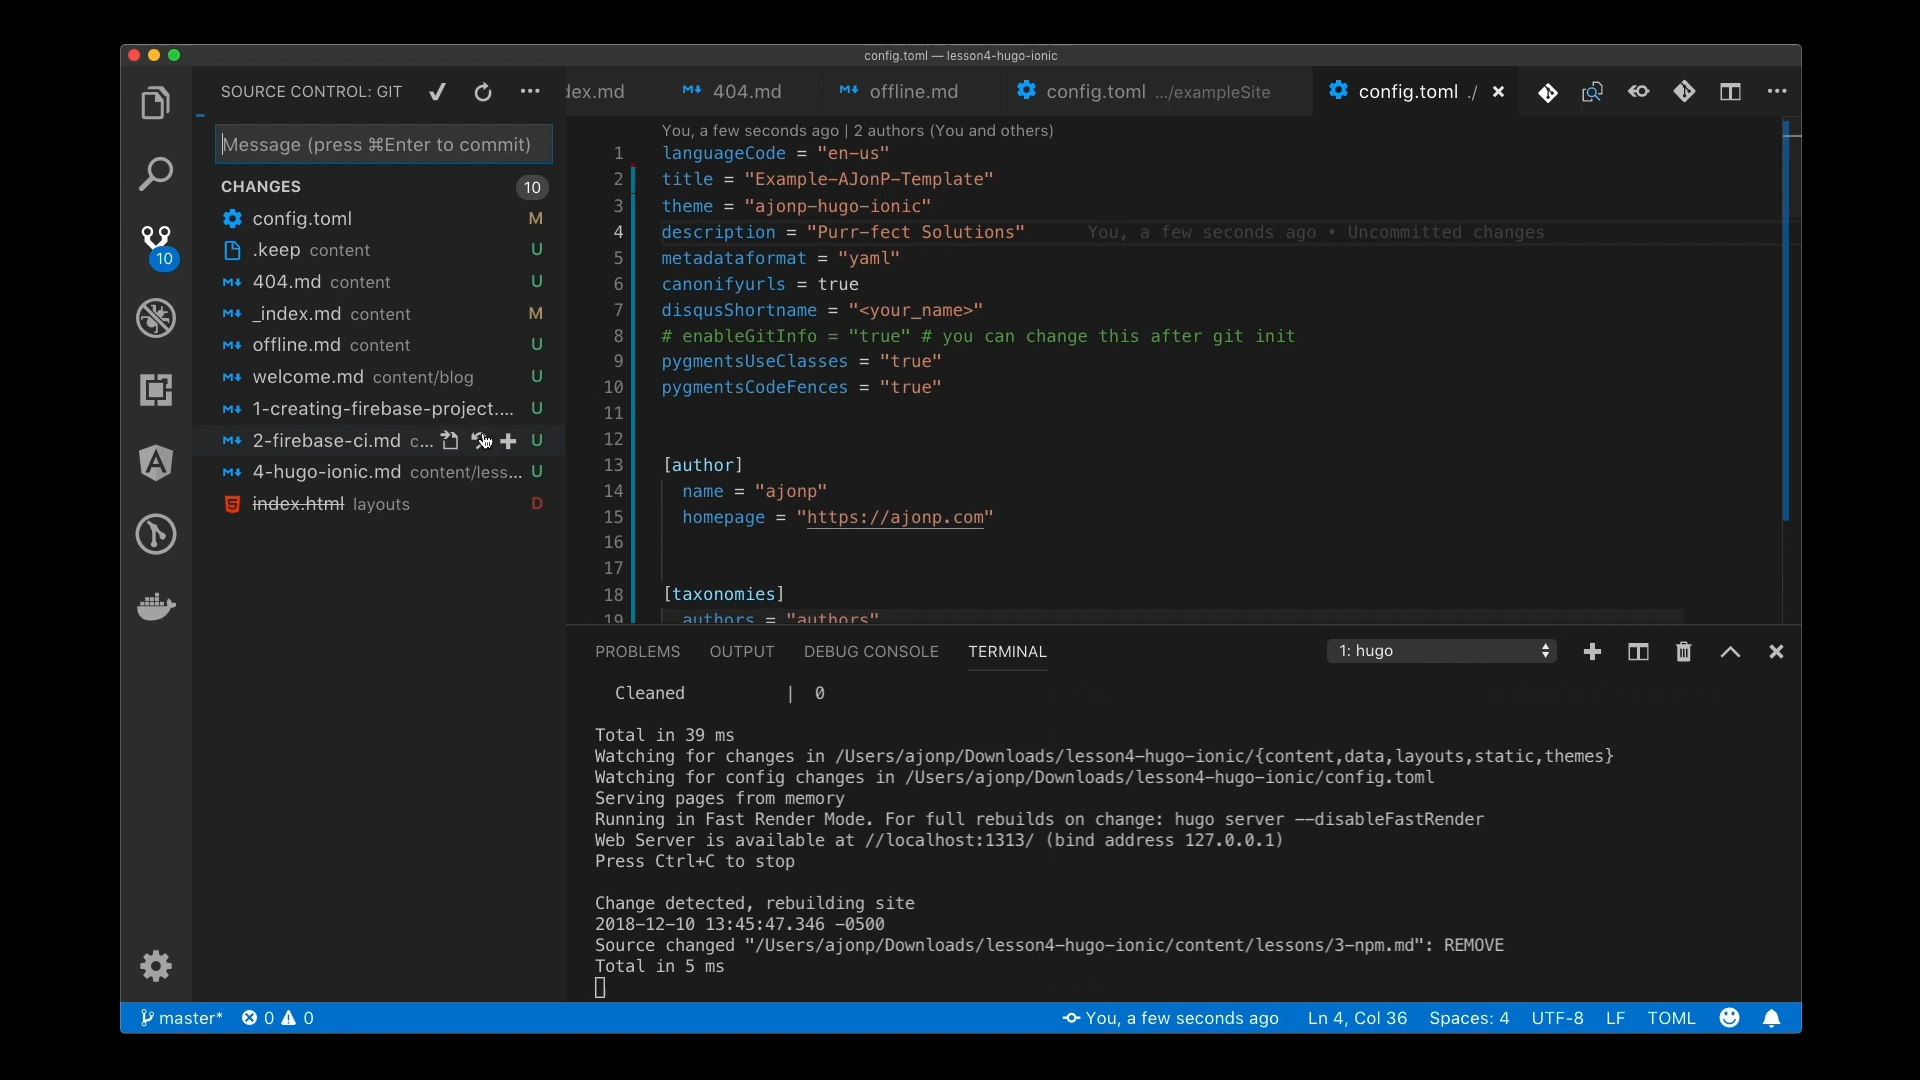 config.toml — lesson4-hugo-ionic
SOURCE CONTROL: GIT
dex.md
404.md
offline.md
config.toml .../exampleSite
config.toml ./
Message (press ⌘Enter to commit)
CHANGES 10
config.toml M
.keep content U
404.md content U
_index.md content M
offline.md content U
welcome.md content/blog U
1-creating-firebase-project.... U
2-firebase-ci.md c... U
4-hugo-ionic.md content/less... U
index.html layouts D
10
You, a few seconds ago | 2 authors (You and others)
1 languageCode = "en-us"
2 title = "Example-AJonP-Template"
3 theme = "ajonp-hugo-ionic"
4 description = "Purr-fect Solutions" You, a few seconds ago • Uncommitted changes
5 metadataformat = "yaml"
6 canonifyurls = true
7 disqusShortname = "<your_name>"
8 # enableGitInfo = "true" # you can change this after git init
9 pygmentsUseClasses = "true"
10 pygmentsCodeFences = "true"
11
12
13 [author]
14 name = "ajonp"
15 homepage = "https://ajonp.com"
16
17
18 [taxonomies]
19 authors = "authors"
PROBLEMS OUTPUT DEBUG CONSOLE TERMINAL
1: hugo
Cleaned | 0
Total in 39 ms
Watching for changes in /Users/ajonp/Downloads/lesson4-hugo-ionic/{content,data,layouts,static,themes}
Watching for config changes in /Users/ajonp/Downloads/lesson4-hugo-ionic/config.toml
Serving pages from memory
Running in Fast Render Mode. For full rebuilds on change: hugo server --disableFastRender
Web Server is available at //localhost:1313/ (bind address 127.0.0.1)
Press Ctrl+C to stop
Change detected, rebuilding site
2018-12-10 13:45:47.346 -0500
Source changed "/Users/ajonp/Downloads/lesson4-hugo-ionic/content/lessons/3-npm.md": REMOVE
Total in 5 ms
master* 0 0 You, a few seconds ago Ln 4, Col 36 Spaces: 4 UTF-8 LF TOML